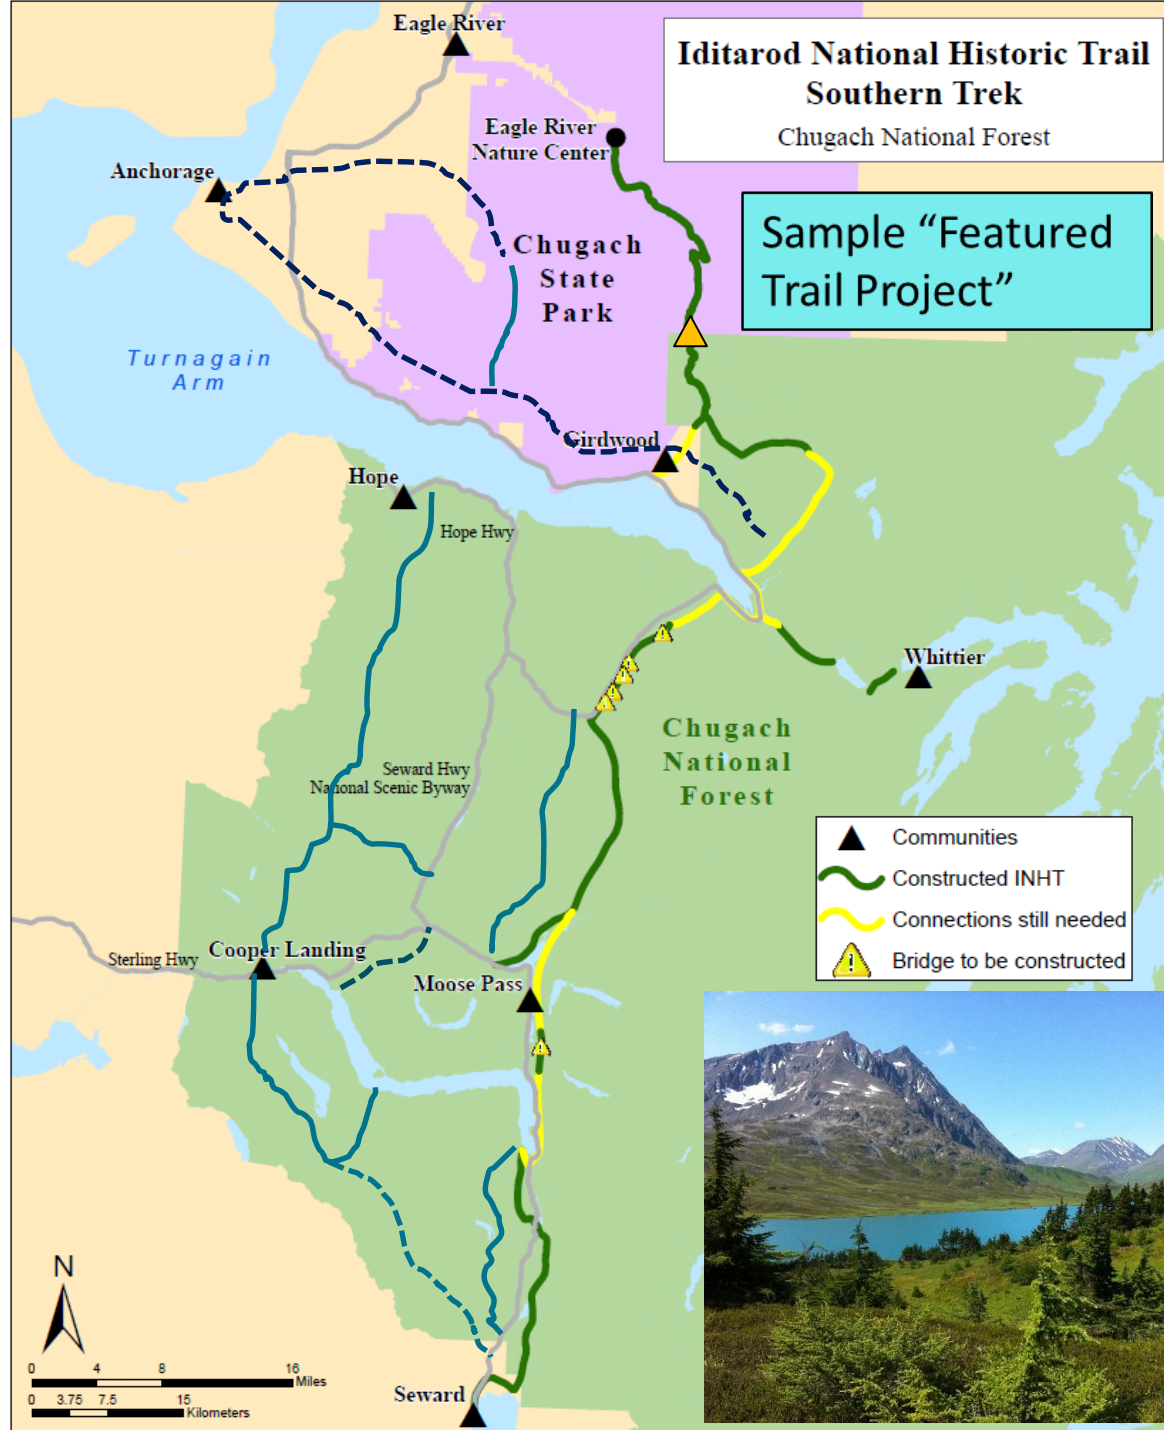 Iditarod National Historic Trail
Southern Trek
Chugach National Forest
Sample “Featured
Trail Project”
Eagle River
Eagle River
Nature Center
Anchorage
Chugach
State
Park
Turnagain
Arm
Girdwood
Hope
Hope Hwy
Whittier
Chugach
National
Forest
Seward Hwy
National Scenic Byway
Communities
Constructed INHT
Connections still needed
Bridge to be constructed
Sterling Hwy
Cooper Landing
Moose Pass
N
0 4 8 16
Miles
0 3.75 7.5 15
Kilometers
Seward